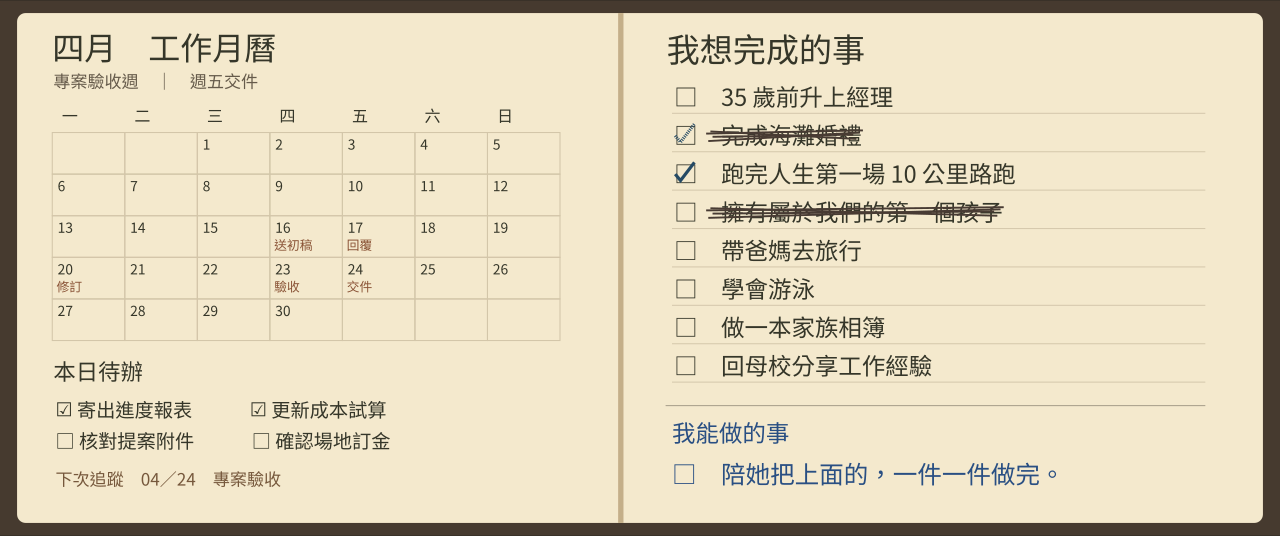 四月　工作月曆
專案驗收週　｜　週五交件
一 二 三 四 五 六 日
1 2 3 4 5
6 7 8 9 10 11 12
13 14 15 16 17 18 19
送初稿 回覆
20 21 22 23 24 25 26
修訂 驗收 交件
27 28 29 30
本日待辦
☑ 寄出進度報表 ☑ 更新成本試算
☐ 核對提案附件 ☐ 確認場地訂金
下次追蹤　04／24　專案驗收
我想完成的事
☐ 35 歲前升上經理
☑ 完成海灘婚禮
☑ 跑完人生第一場 10 公里路跑
☐ 擁有屬於我們的第一個孩子
☐ 帶爸媽去旅行
☐ 學會游泳
☐ 做一本家族相簿
☐ 回母校分享工作經驗
我能做的事
☐ 陪她把上面的，一件一件做完。